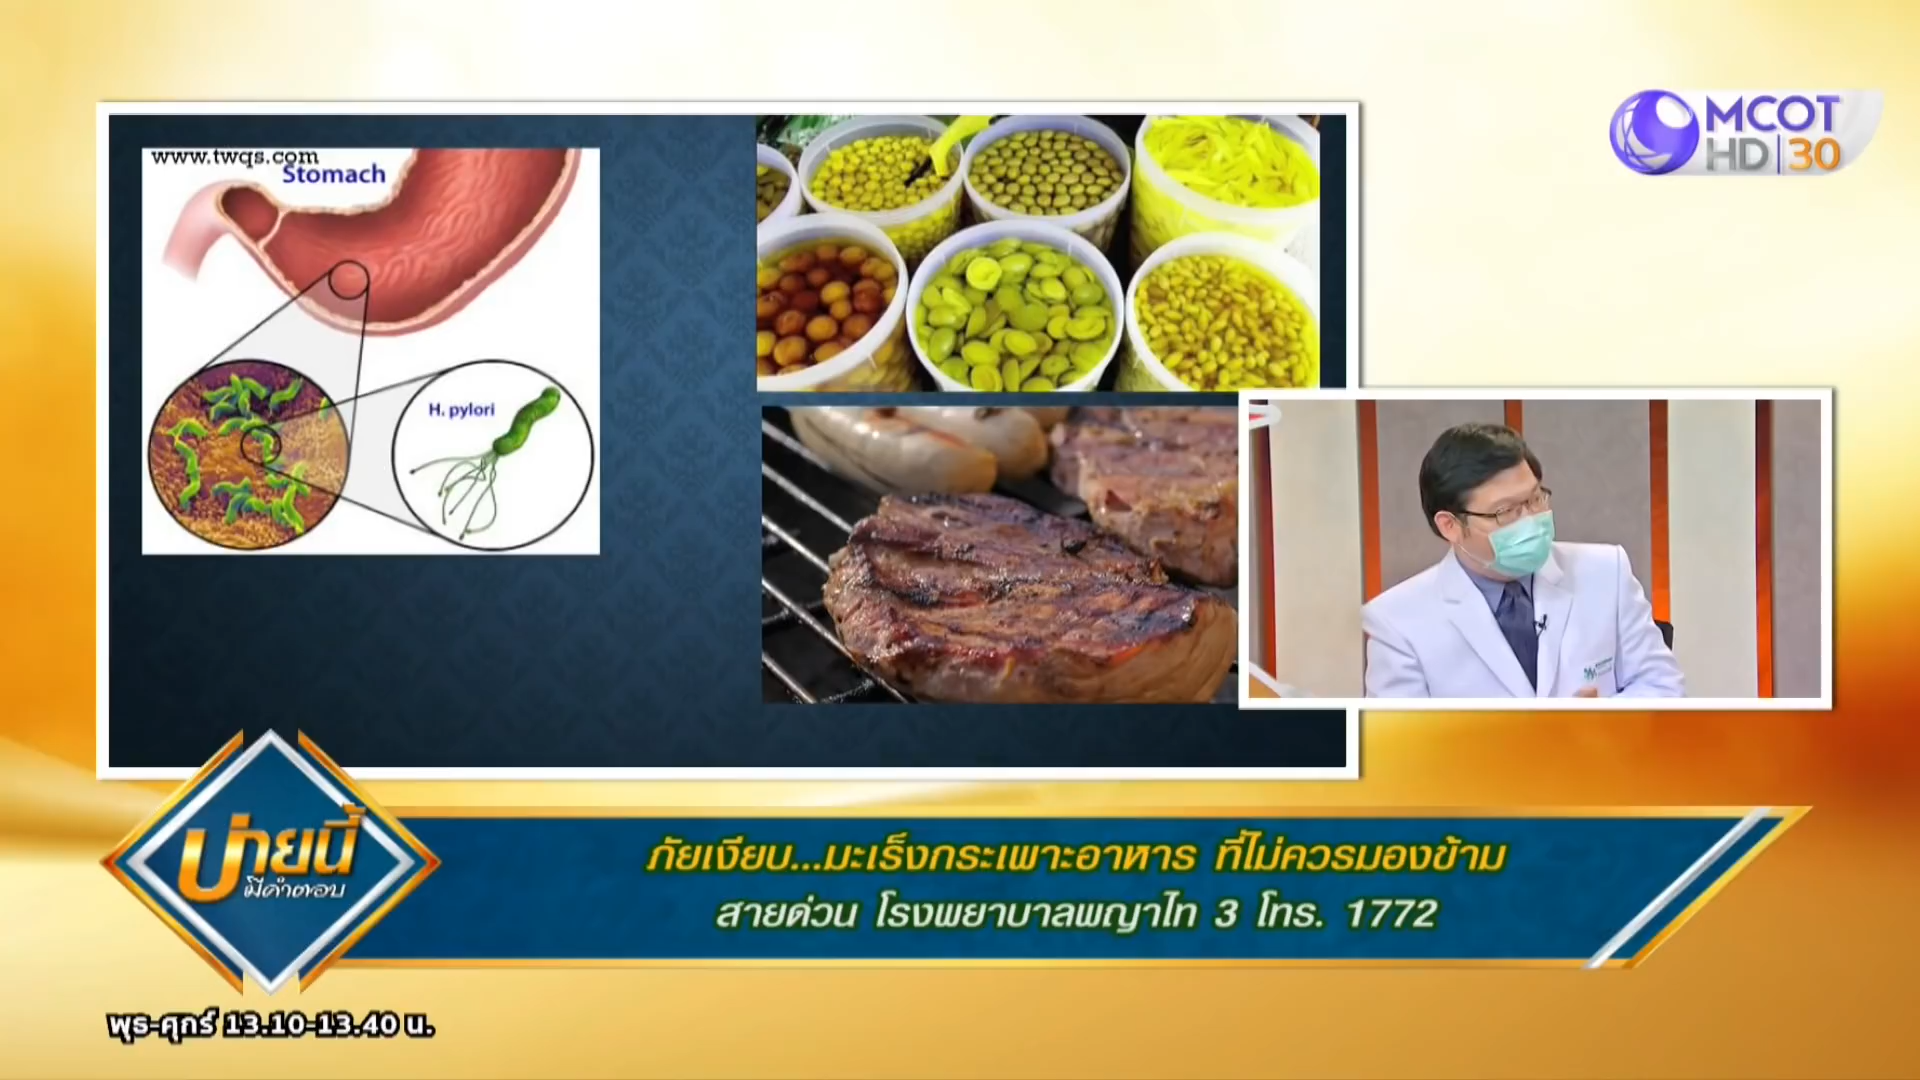 www.twqs.com
Stomach
H. pylori
MCOT
HD 30
บ่ายนี้
มีคำตอบ
ภัยเงียบ...มะเร็งกระเพาะอาหาร ที่ไม่ควรมองข้าม
สายด่วน โรงพยาบาลพญาไท 3 โทร. 1772
พุธ-ศุกร์ 13.10-13.40 น.